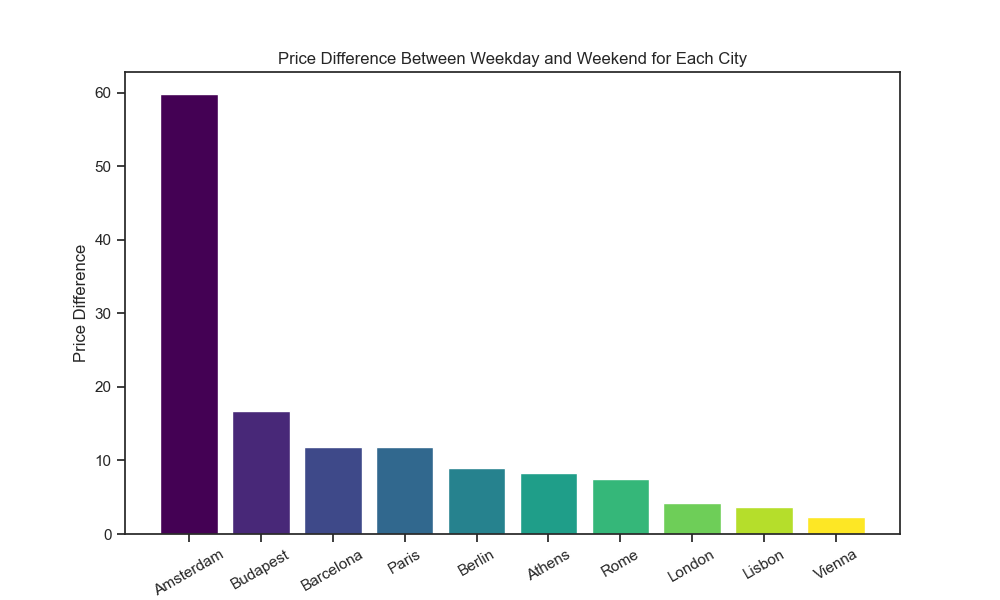 Price Difference Between Weekday and Weekend for Each City
Price Difference
60
50
40
30
20
10
0
Amsterdam
Budapest
Barcelona
Paris
Berlin
Athens
Rome
London
Lisbon
Vienna